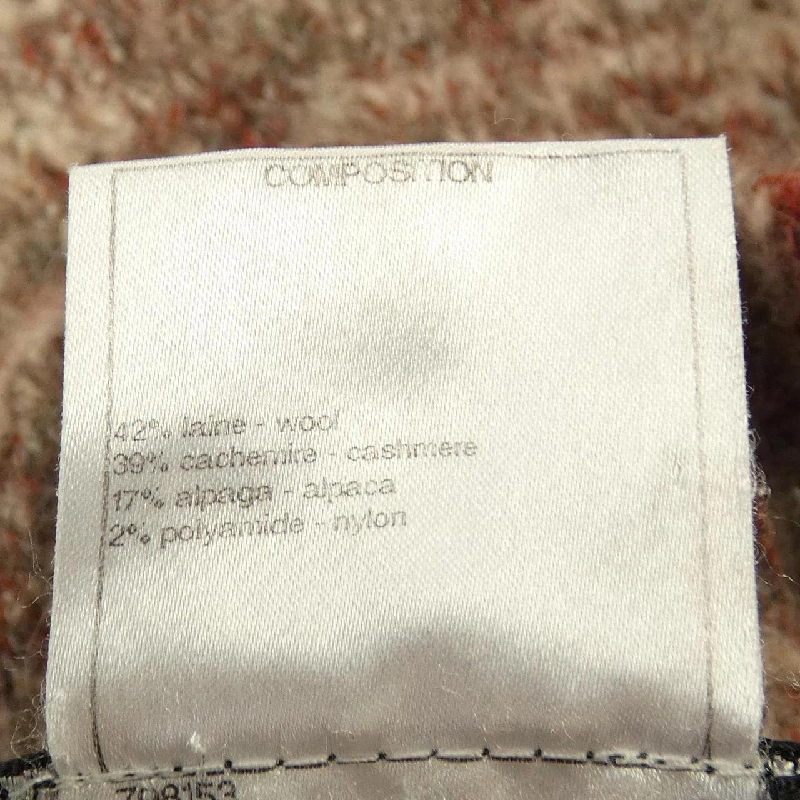 COMPOSITION
42% laine - wool
39% cachemire - cashmere
17% alpaga - alpaca
2% polyamide - nylon